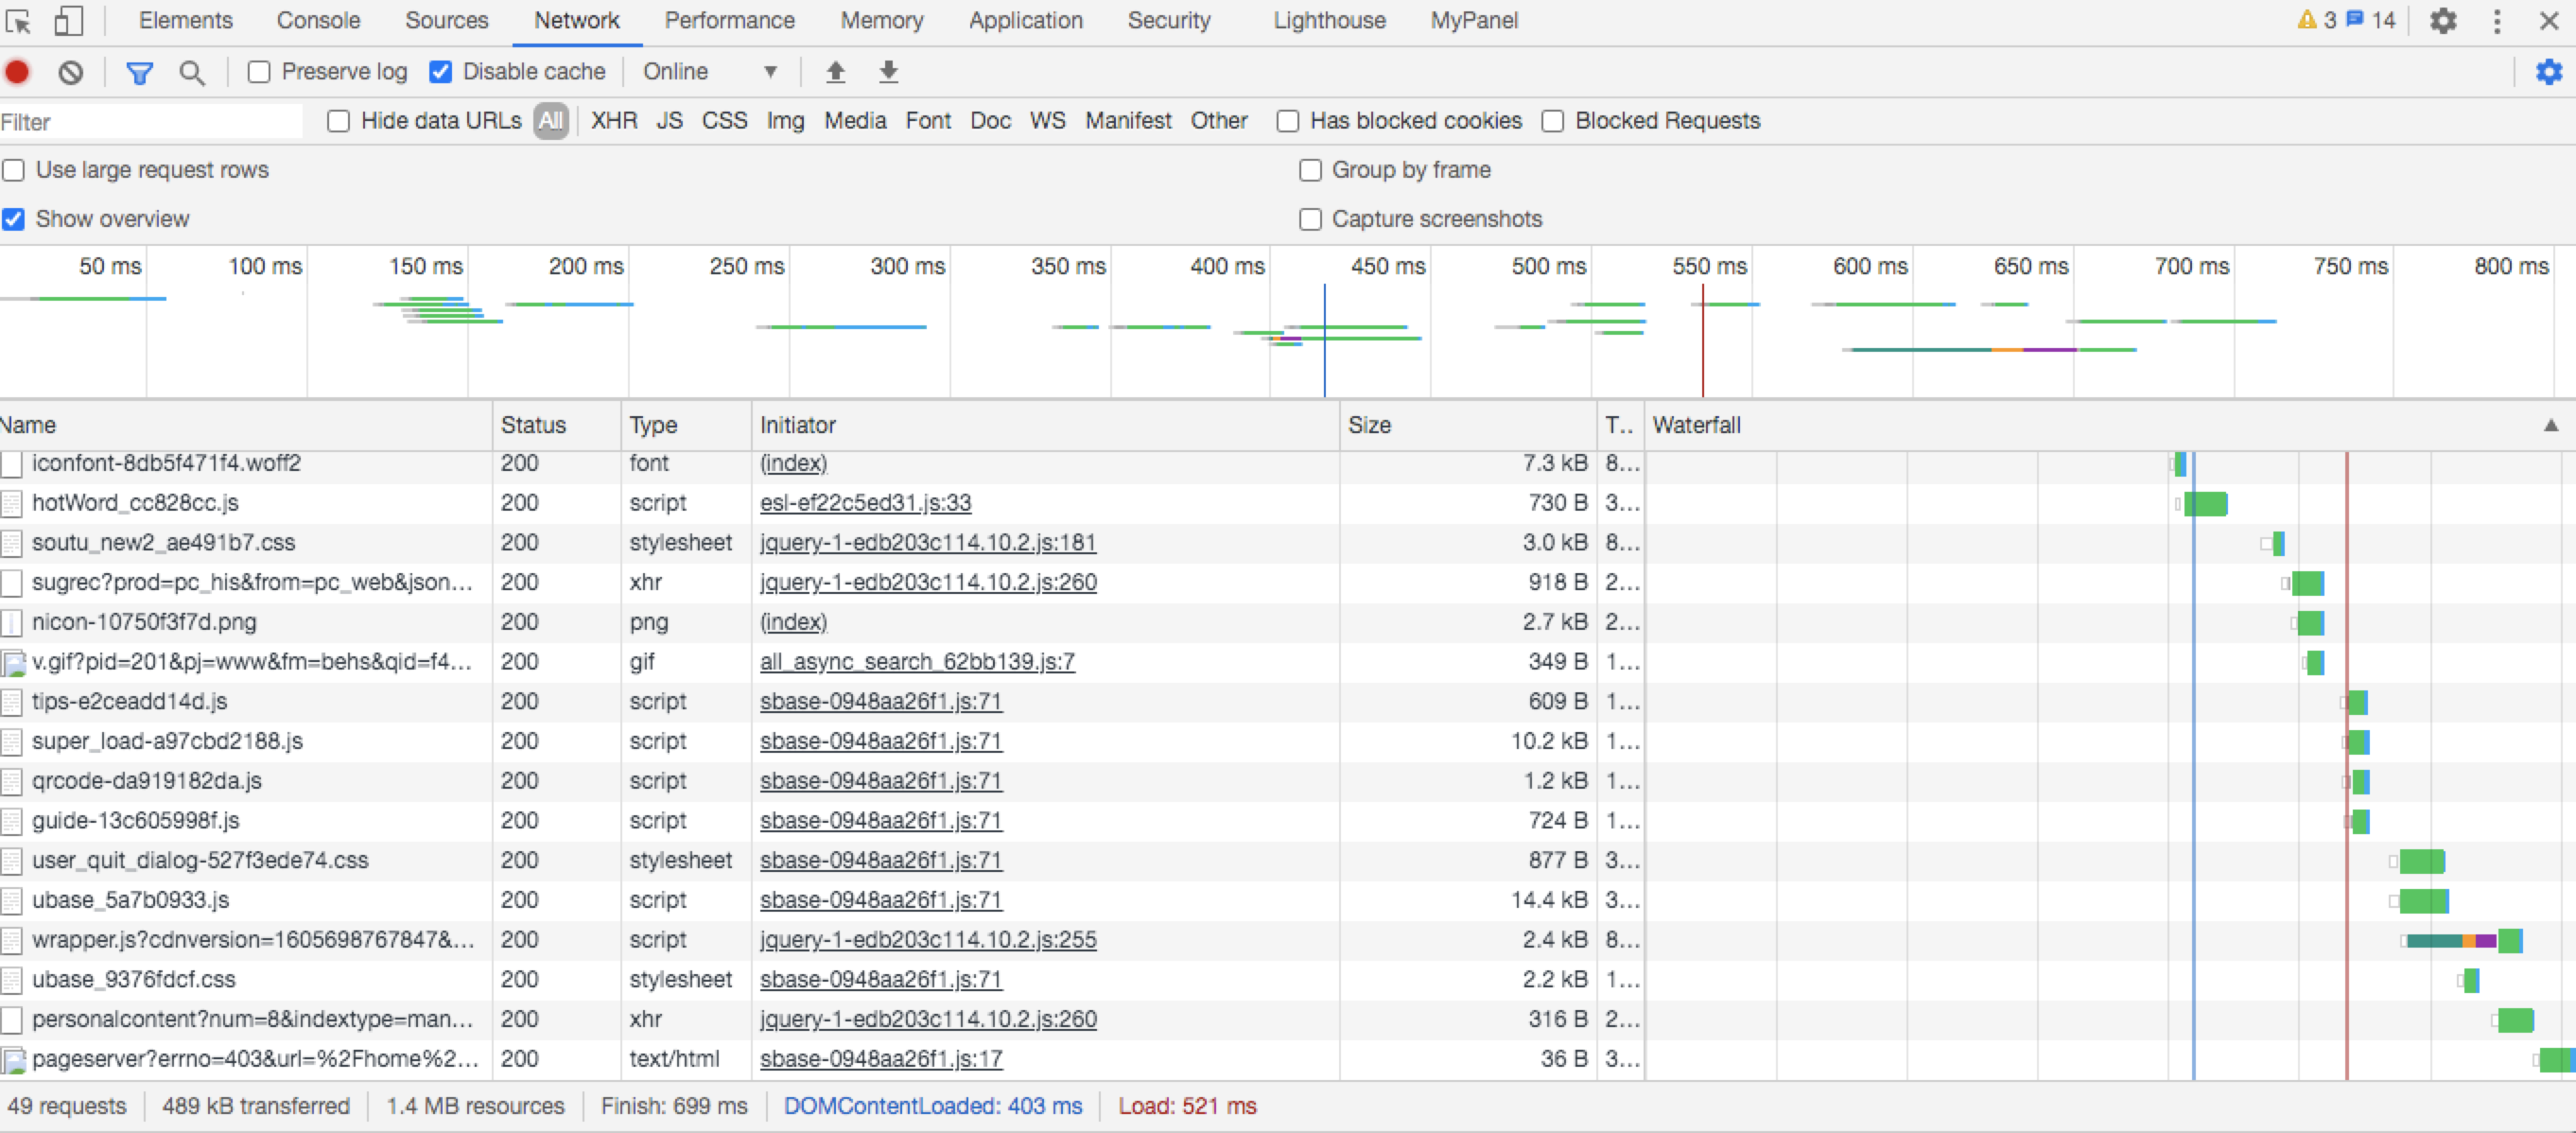 Elements Console Sources Network Performance Memory Application Security Lighthouse MyPanel 3 14
Preserve log Disable cache Online
Filter Hide data URLs All XHR JS CSS Img Media Font Doc WS Manifest Other Has blocked cookies Blocked Requests
Use large request rows Group by frame
Show overview Capture screenshots
50 ms 100 ms 150 ms 200 ms 250 ms 300 ms 350 ms 400 ms 450 ms 500 ms 550 ms 600 ms 650 ms 700 ms 750 ms 800 ms
Name Status Type Initiator Size T... Waterfall
iconfont-8db5f471f4.woff2 200 font (index) 7.3 kB 8...
hotWord_cc828cc.js 200 script esl-ef22c5ed31.js:33 730 B 3...
soutu_new2_ae491b7.css 200 stylesheet jquery-1-edb203c114.10.2.js:181 3.0 kB 8...
sugrec?prod=pc_his&from=pc_web&json... 200 xhr jquery-1-edb203c114.10.2.js:260 918 B 2...
nicon-10750f3f7d.png 200 png (index) 2.7 kB 2...
v.gif?pid=201&pj=www&fm=behs&qid=f4... 200 gif all_async_search_62bb139.js:7 349 B 1...
tips-e2ceadd14d.js 200 script sbase-0948aa26f1.js:71 609 B 1...
super_load-a97cbd2188.js 200 script sbase-0948aa26f1.js:71 10.2 kB 1...
qrcode-da919182da.js 200 script sbase-0948aa26f1.js:71 1.2 kB 1...
guide-13c605998f.js 200 script sbase-0948aa26f1.js:71 724 B 1...
user_quit_dialog-527f3ede74.css 200 stylesheet sbase-0948aa26f1.js:71 877 B 3...
ubase_5a7b0933.js 200 script sbase-0948aa26f1.js:71 14.4 kB 3...
wrapper.js?cdnversion=1605698767847&... 200 script jquery-1-edb203c114.10.2.js:255 2.4 kB 8...
ubase_9376fdcf.css 200 stylesheet sbase-0948aa26f1.js:71 2.2 kB 1...
personalcontent?num=8&indextype=man... 200 xhr jquery-1-edb203c114.10.2.js:260 316 B 2...
pageserver?errno=403&url=%2Fhome%2... 200 text/html sbase-0948aa26f1.js:17 36 B 3...
49 requests 489 kB transferred 1.4 MB resources Finish: 699 ms DOMContentLoaded: 403 ms Load: 521 ms